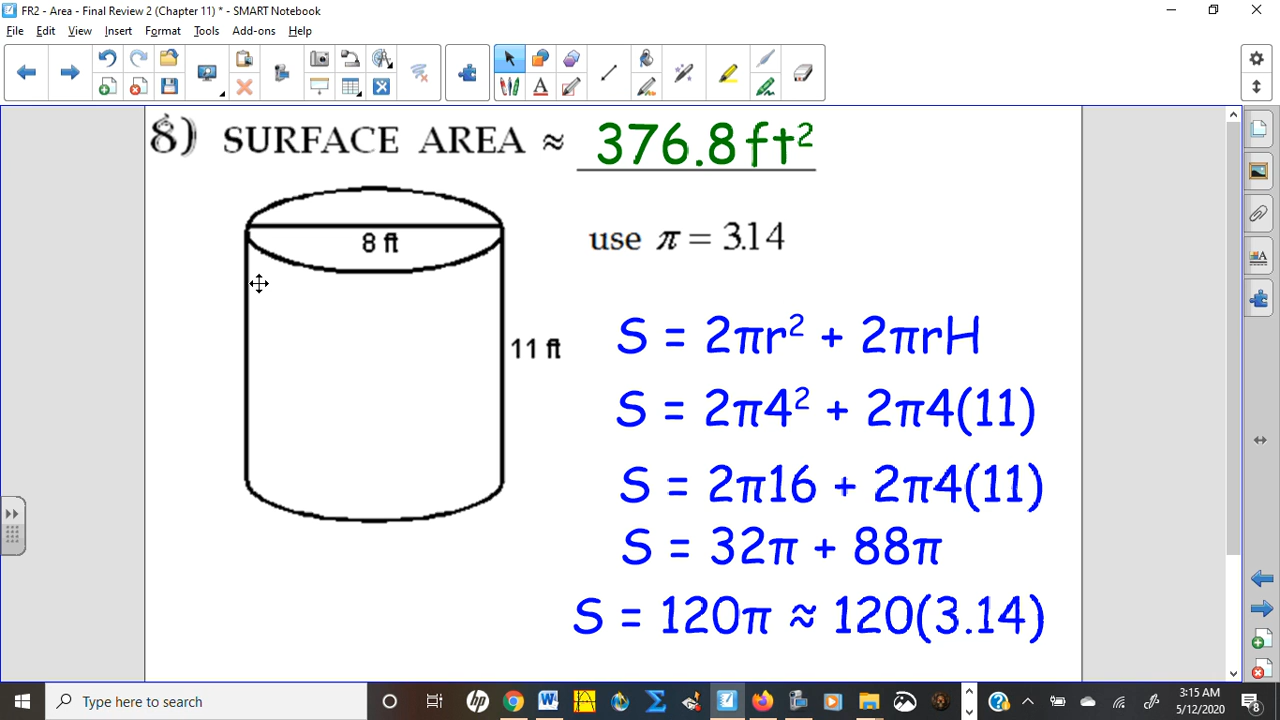 FR2 - Area - Final Review 2 (Chapter 11) * - SMART Notebook
File Edit View Insert Format Tools Add-ons Help
8) SURFACE AREA ≈ 376.8 ft²
8 ft
use π = 3.14
11 ft
S = 2πr² + 2πrH
S = 2π4² + 2π4(11)
S = 2π16 + 2π4(11)
S = 32π + 88π
S = 120π ≈ 120(3.14)
Type here to search
3:15 AM
5/12/2020
8